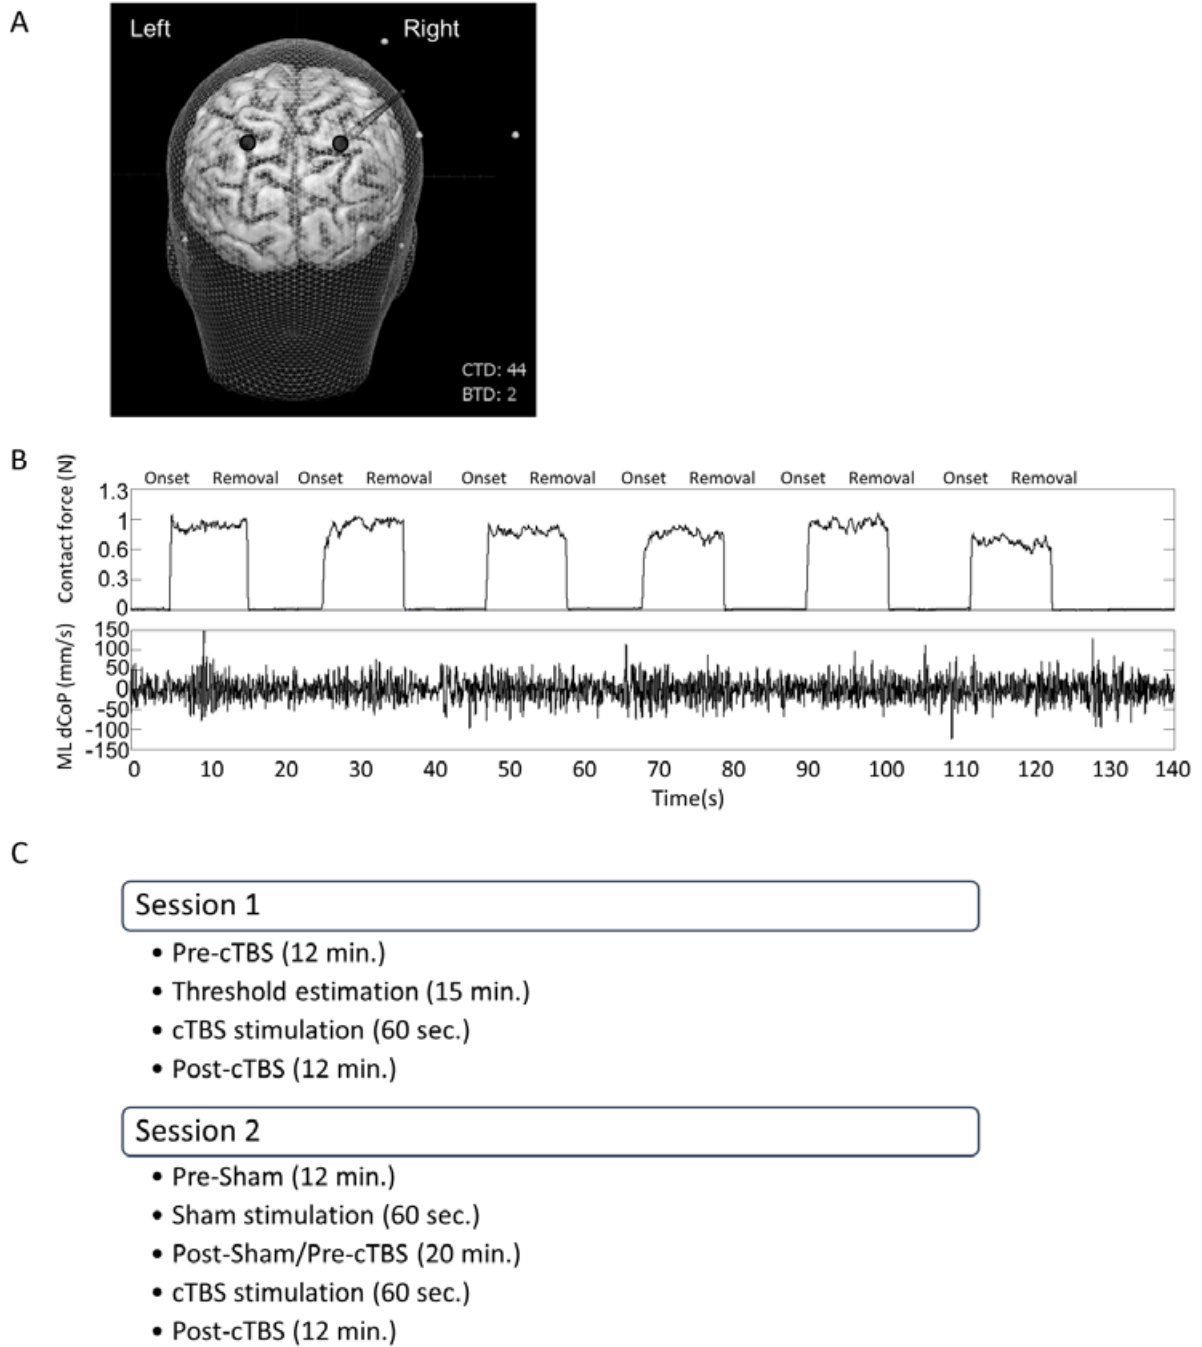 A
Left Right
CTD: 44
BTD: 2
B
Onset Removal Onset Removal Onset Removal Onset Removal Onset Removal Onset Removal
Contact force (N)
1.3
1
0.6
0.3
0
ML dCoP (mm/s)
150
100
50
0
-50
-100
-150
0 10 20 30 40 50 60 70 80 90 100 110 120 130 140
Time(s)
C
Session 1
• Pre-cTBS (12 min.)
• Threshold estimation (15 min.)
• cTBS stimulation (60 sec.)
• Post-cTBS (12 min.)
Session 2
• Pre-Sham (12 min.)
• Sham stimulation (60 sec.)
• Post-Sham/Pre-cTBS (20 min.)
• cTBS stimulation (60 sec.)
• Post-cTBS (12 min.)